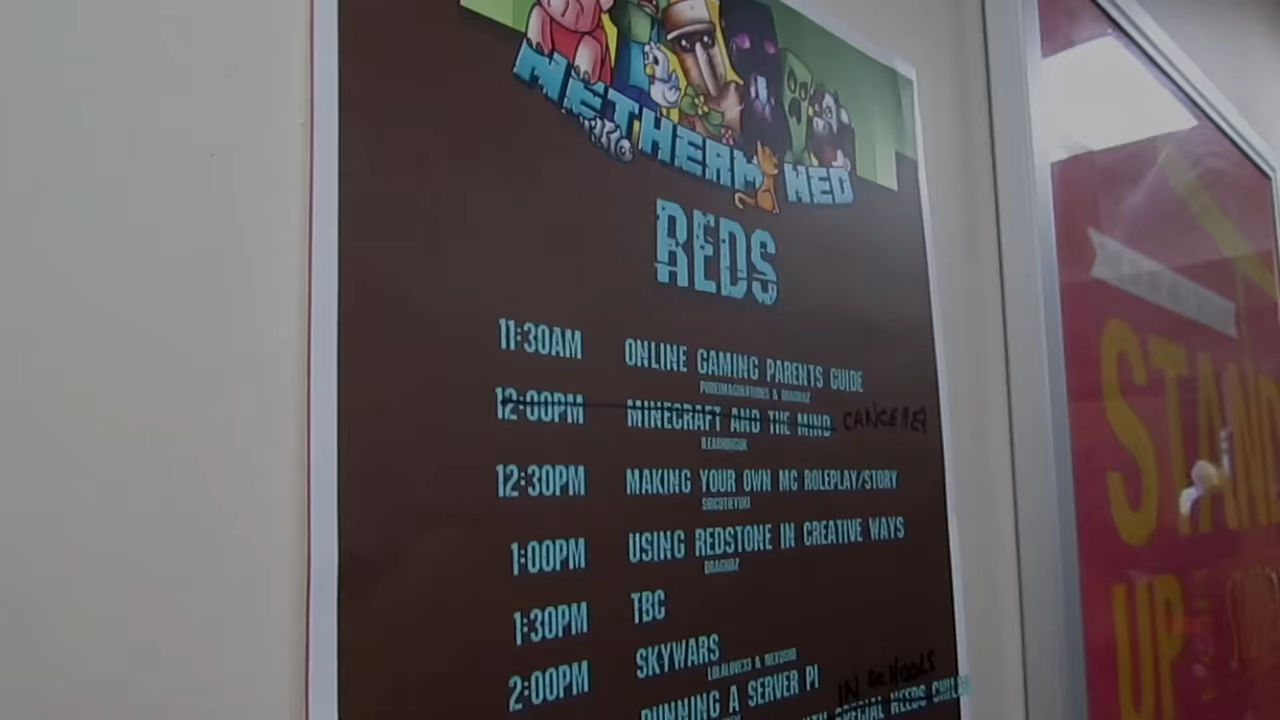 NETHERMINED
REDS
11:30AM ONLINE GAMING PARENTS GUIDE
12:00PM MINECRAFT AND THE MIND CANCELLED
12:30PM MAKING YOUR OWN MC ROLEPLAY/STORY
1:00PM USING REDSTONE IN CREATIVE WAYS
1:30PM TBC
2:00PM SKYWARS
RUNNING A SERVER PI
IN SCHOOLS
SPECIAL NEEDS
STAND
UP